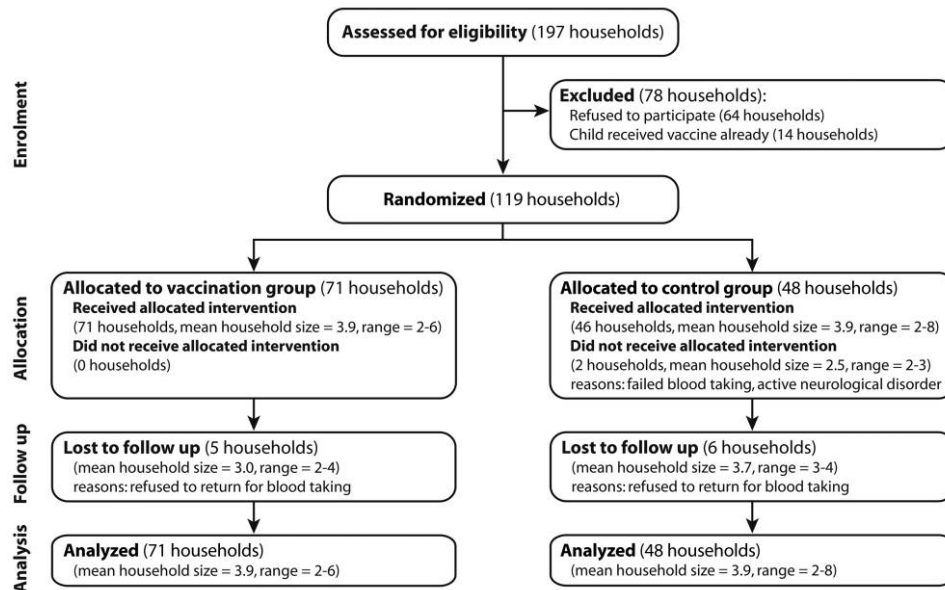 Assessed for eligibility (197 households)
Enrolment
Excluded (78 households):
Refused to participate (64 households)
Child received vaccine already (14 households)
Randomized (119 households)
Allocation
Allocated to vaccination group (71 households)
Received allocated intervention
(71 households, mean household size = 3.9, range = 2-6)
Did not receive allocated intervention
(0 households)
Allocated to control group (48 households)
Received allocated intervention
(46 households, mean household size = 3.9, range = 2-8)
Did not receive allocated intervention
(2 households, mean household size = 2.5, range = 2-3)
reasons: failed blood taking, active neurological disorder
Follow up
Lost to follow up (5 households)
(mean household size = 3.0, range = 2-4)
reasons: refused to return for blood taking
Lost to follow up (6 households)
(mean household size = 3.7, range = 3-4)
reasons: refused to return for blood taking
Analysis
Analyzed (71 households)
(mean household size = 3.9, range = 2-6)
Analyzed (48 households)
(mean household size = 3.9, range = 2-8)